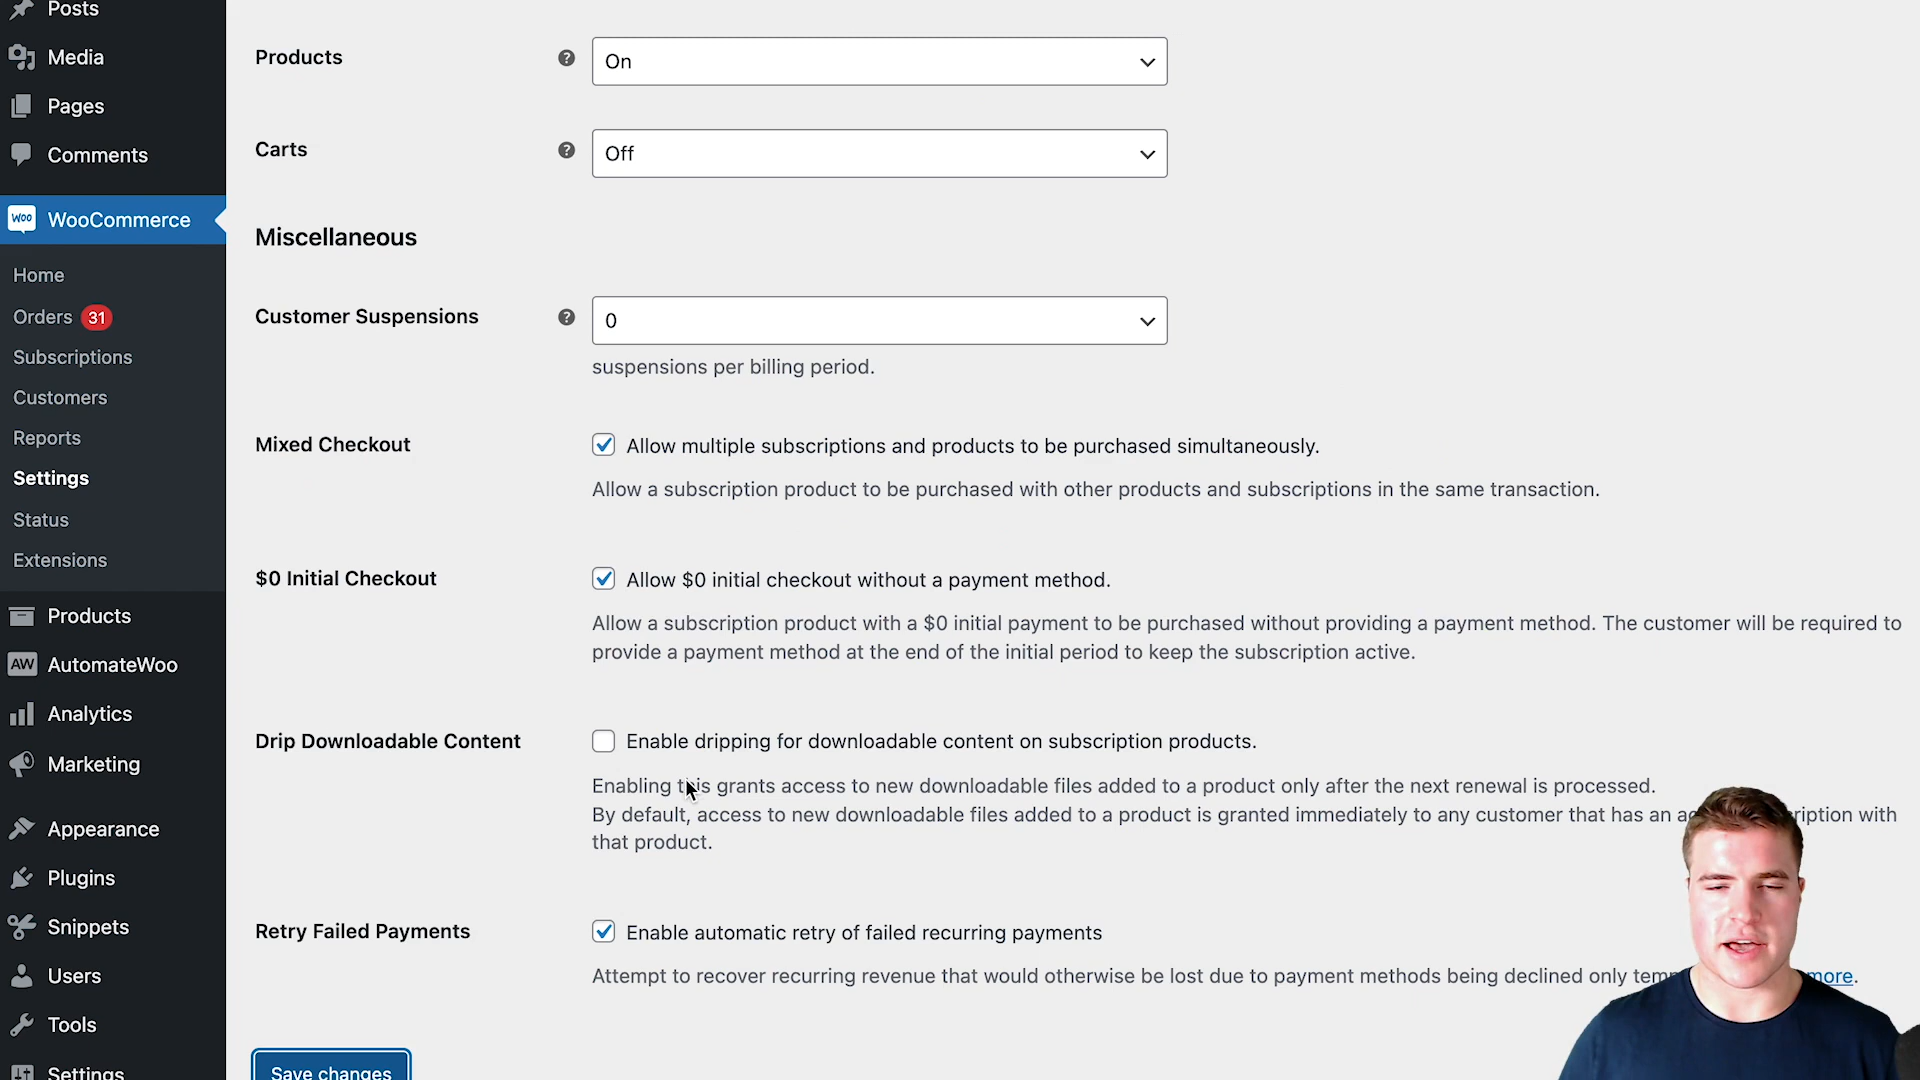 Posts
Media
Pages
Comments
WOO WooCommerce
Home
Orders 31
Subscriptions
Customers
Reports
Settings
Status
Extensions
Products
AW AutomateWoo
Analytics
Marketing
Appearance
Plugins
Snippets
Users
Tools
Settings
Products ? On
Carts ? Off
Miscellaneous
Customer Suspensions ? 0
suspensions per billing period.
Mixed Checkout Allow multiple subscriptions and products to be purchased simultaneously.
Allow a subscription product to be purchased with other products and subscriptions in the same transaction.
$0 Initial Checkout Allow $0 initial checkout without a payment method.
Allow a subscription product with a $0 initial payment to be purchased without providing a payment method. The customer will be required to
provide a payment method at the end of the initial period to keep the subscription active.
Drip Downloadable Content Enable dripping for downloadable content on subscription products.
Enabling this grants access to new downloadable files added to a product only after the next renewal is processed.
By default, access to new downloadable files added to a product is granted immediately to any customer that has an with
that product.
Retry Failed Payments Enable automatic retry of failed recurring payments
Attempt to recover recurring revenue that would otherwise be lost due to payment methods being declined only more.
Save changes